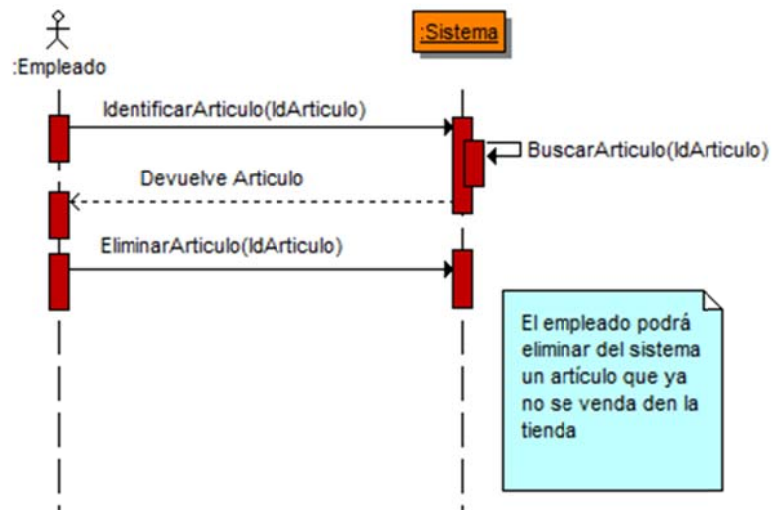 :Empleado
:Sistema
IdentificarArticulo(IdArticulo)
BuscarArticulo(IdArticulo)
Devuelve Articulo
EliminarArticulo(IdArticulo)
El empleado podrá
eliminar del sistema
un artículo que ya
no se venda den la
tienda